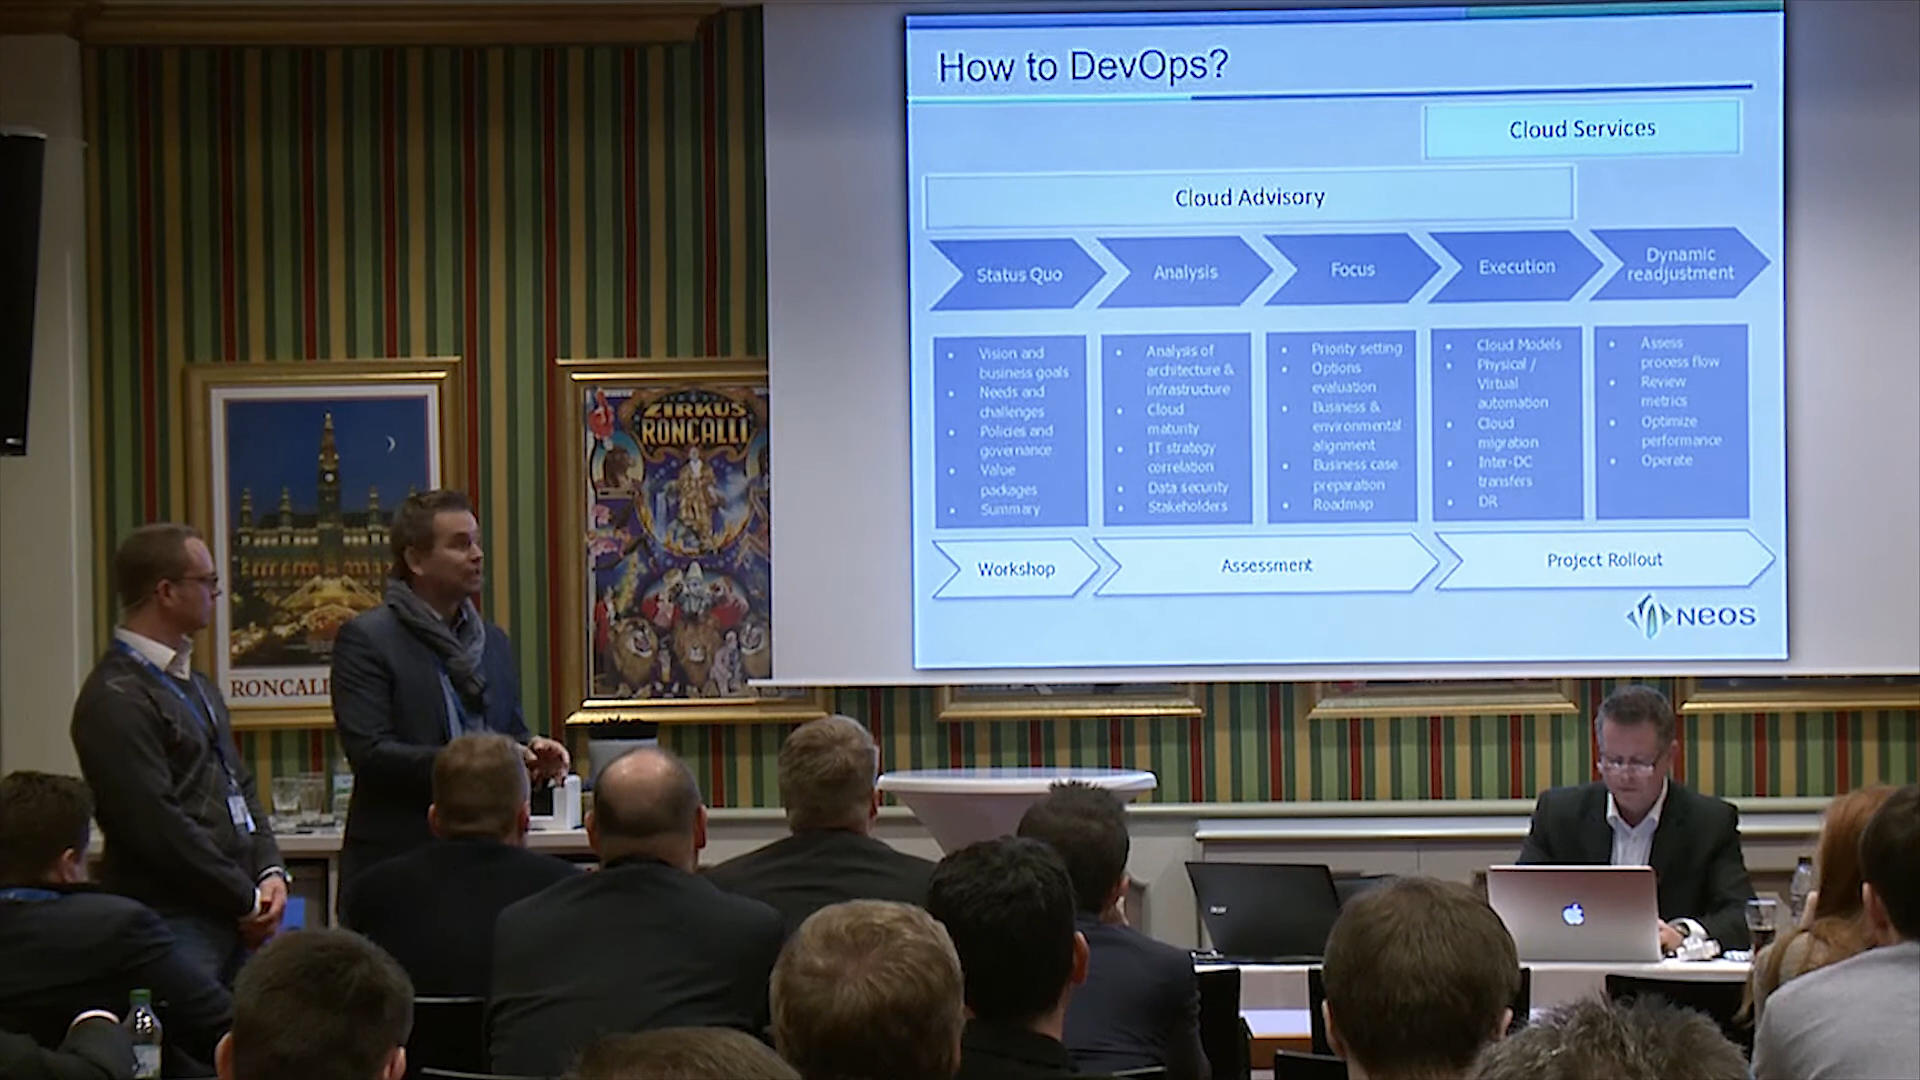 How to DevOps?
Cloud Services
Cloud Advisory
Status Quo
Analysis
Focus
Execution
Dynamic
readjustment
• Vision and
business goals
• Needs and
challenges
• Policies and
governance
• Value
packages
• Summary
• Analysis of
architecture &
infrastructure
• Cloud
maturity
• IT strategy
correlation
• Data security
• Stakeholders
• Priority setting
• Options
evaluation
• Business &
environmental
alignment
• Business case
preparation
• Roadmap
• Cloud Models
• Physical /
Virtual
automation
• Cloud
migration
• Inter-DC
transfers
• DR
• Assess
process flow
• Review
metrics
• Optimize
performance
• Operate
Workshop
Assessment
Project Rollout
NEOS
ZIRKUS
RONCALLI
RONCALL